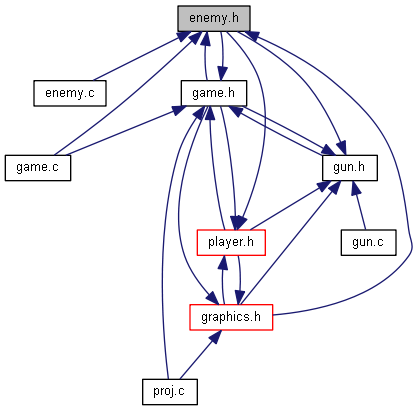 enemy.h
enemy.c
game.h
game.c
gun.h
player.h
gun.c
graphics.h
proj.c